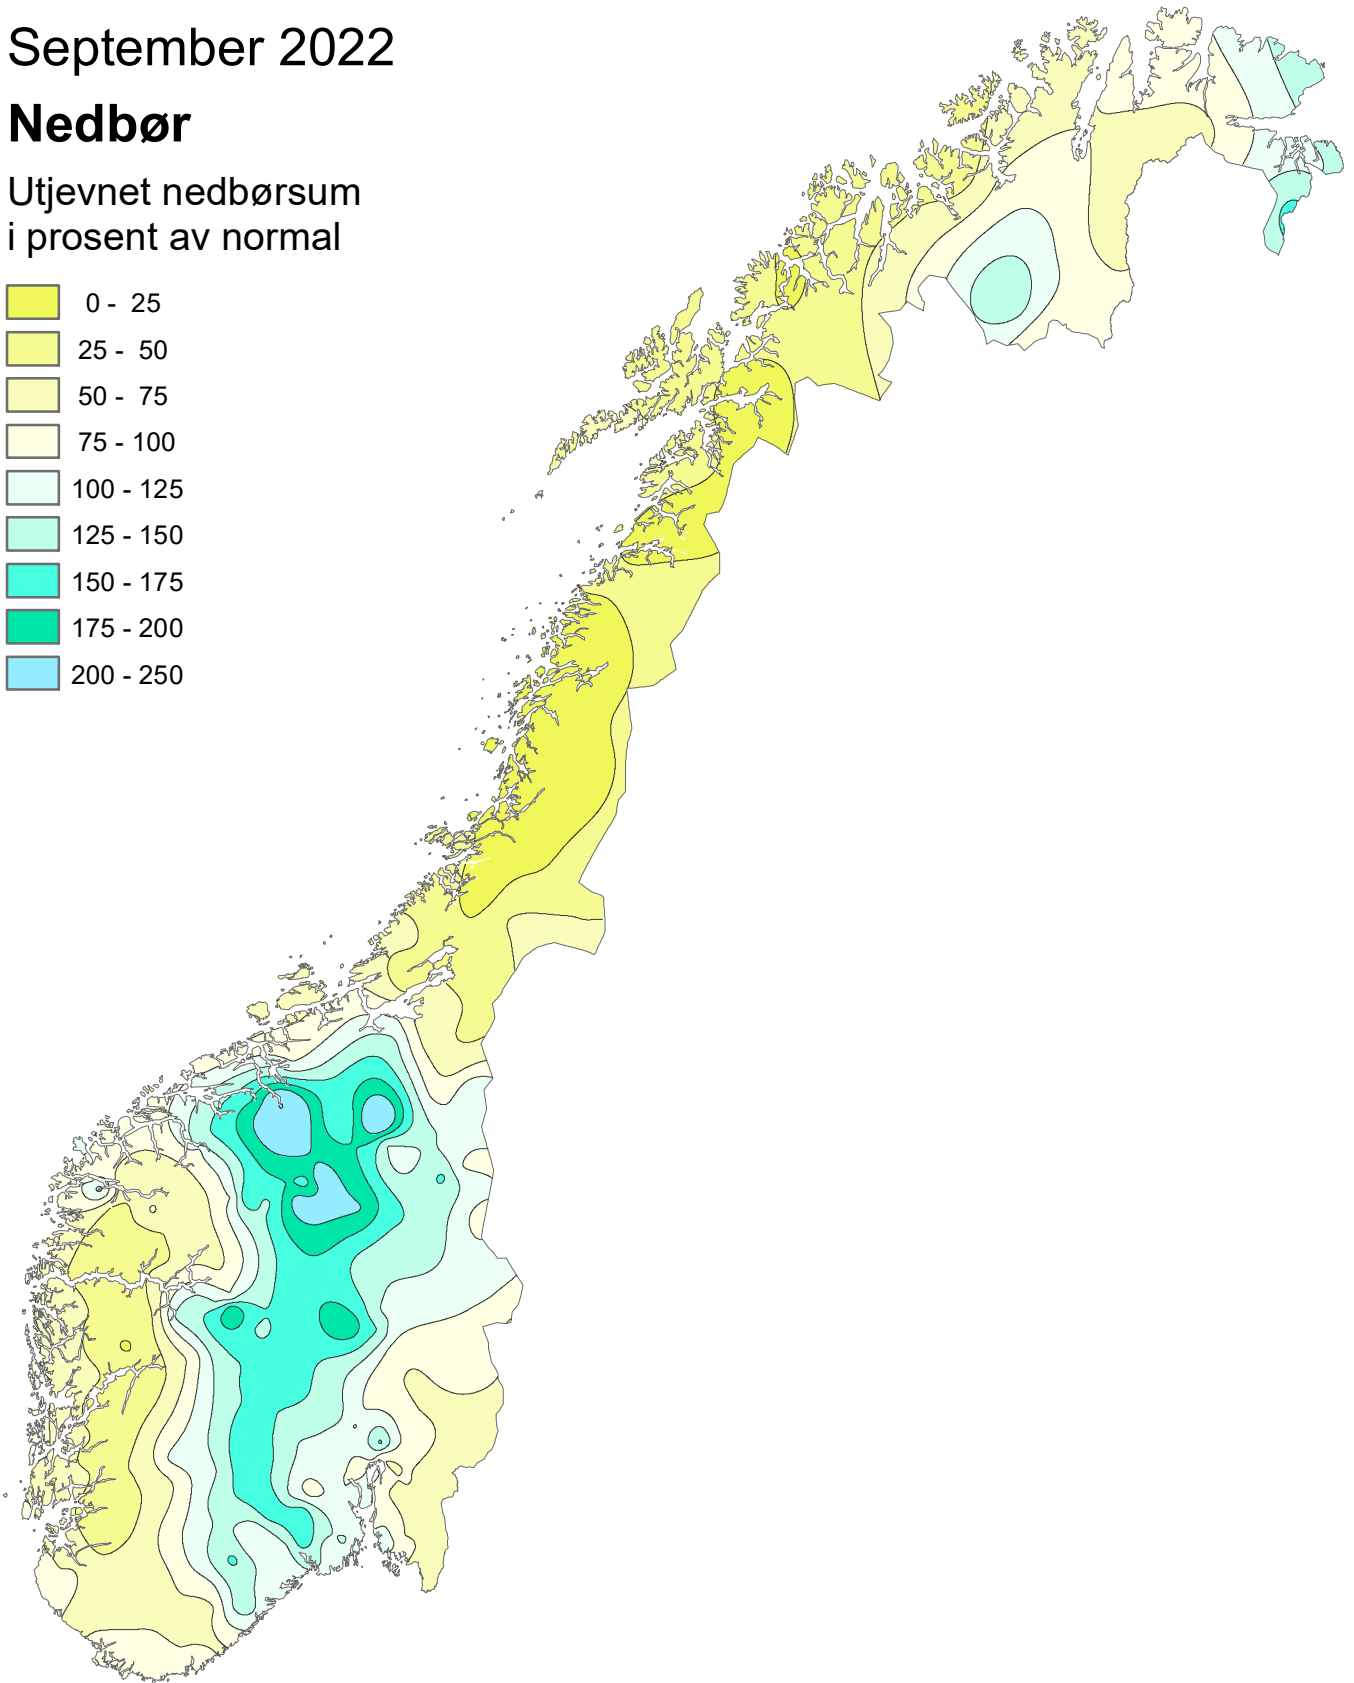 September 2022
Nedbør
Utjevnet nedbørsum
i prosent av normal
0 - 25
25 - 50
50 - 75
75 - 100
100 - 125
125 - 150
150 - 175
175 - 200
200 - 250